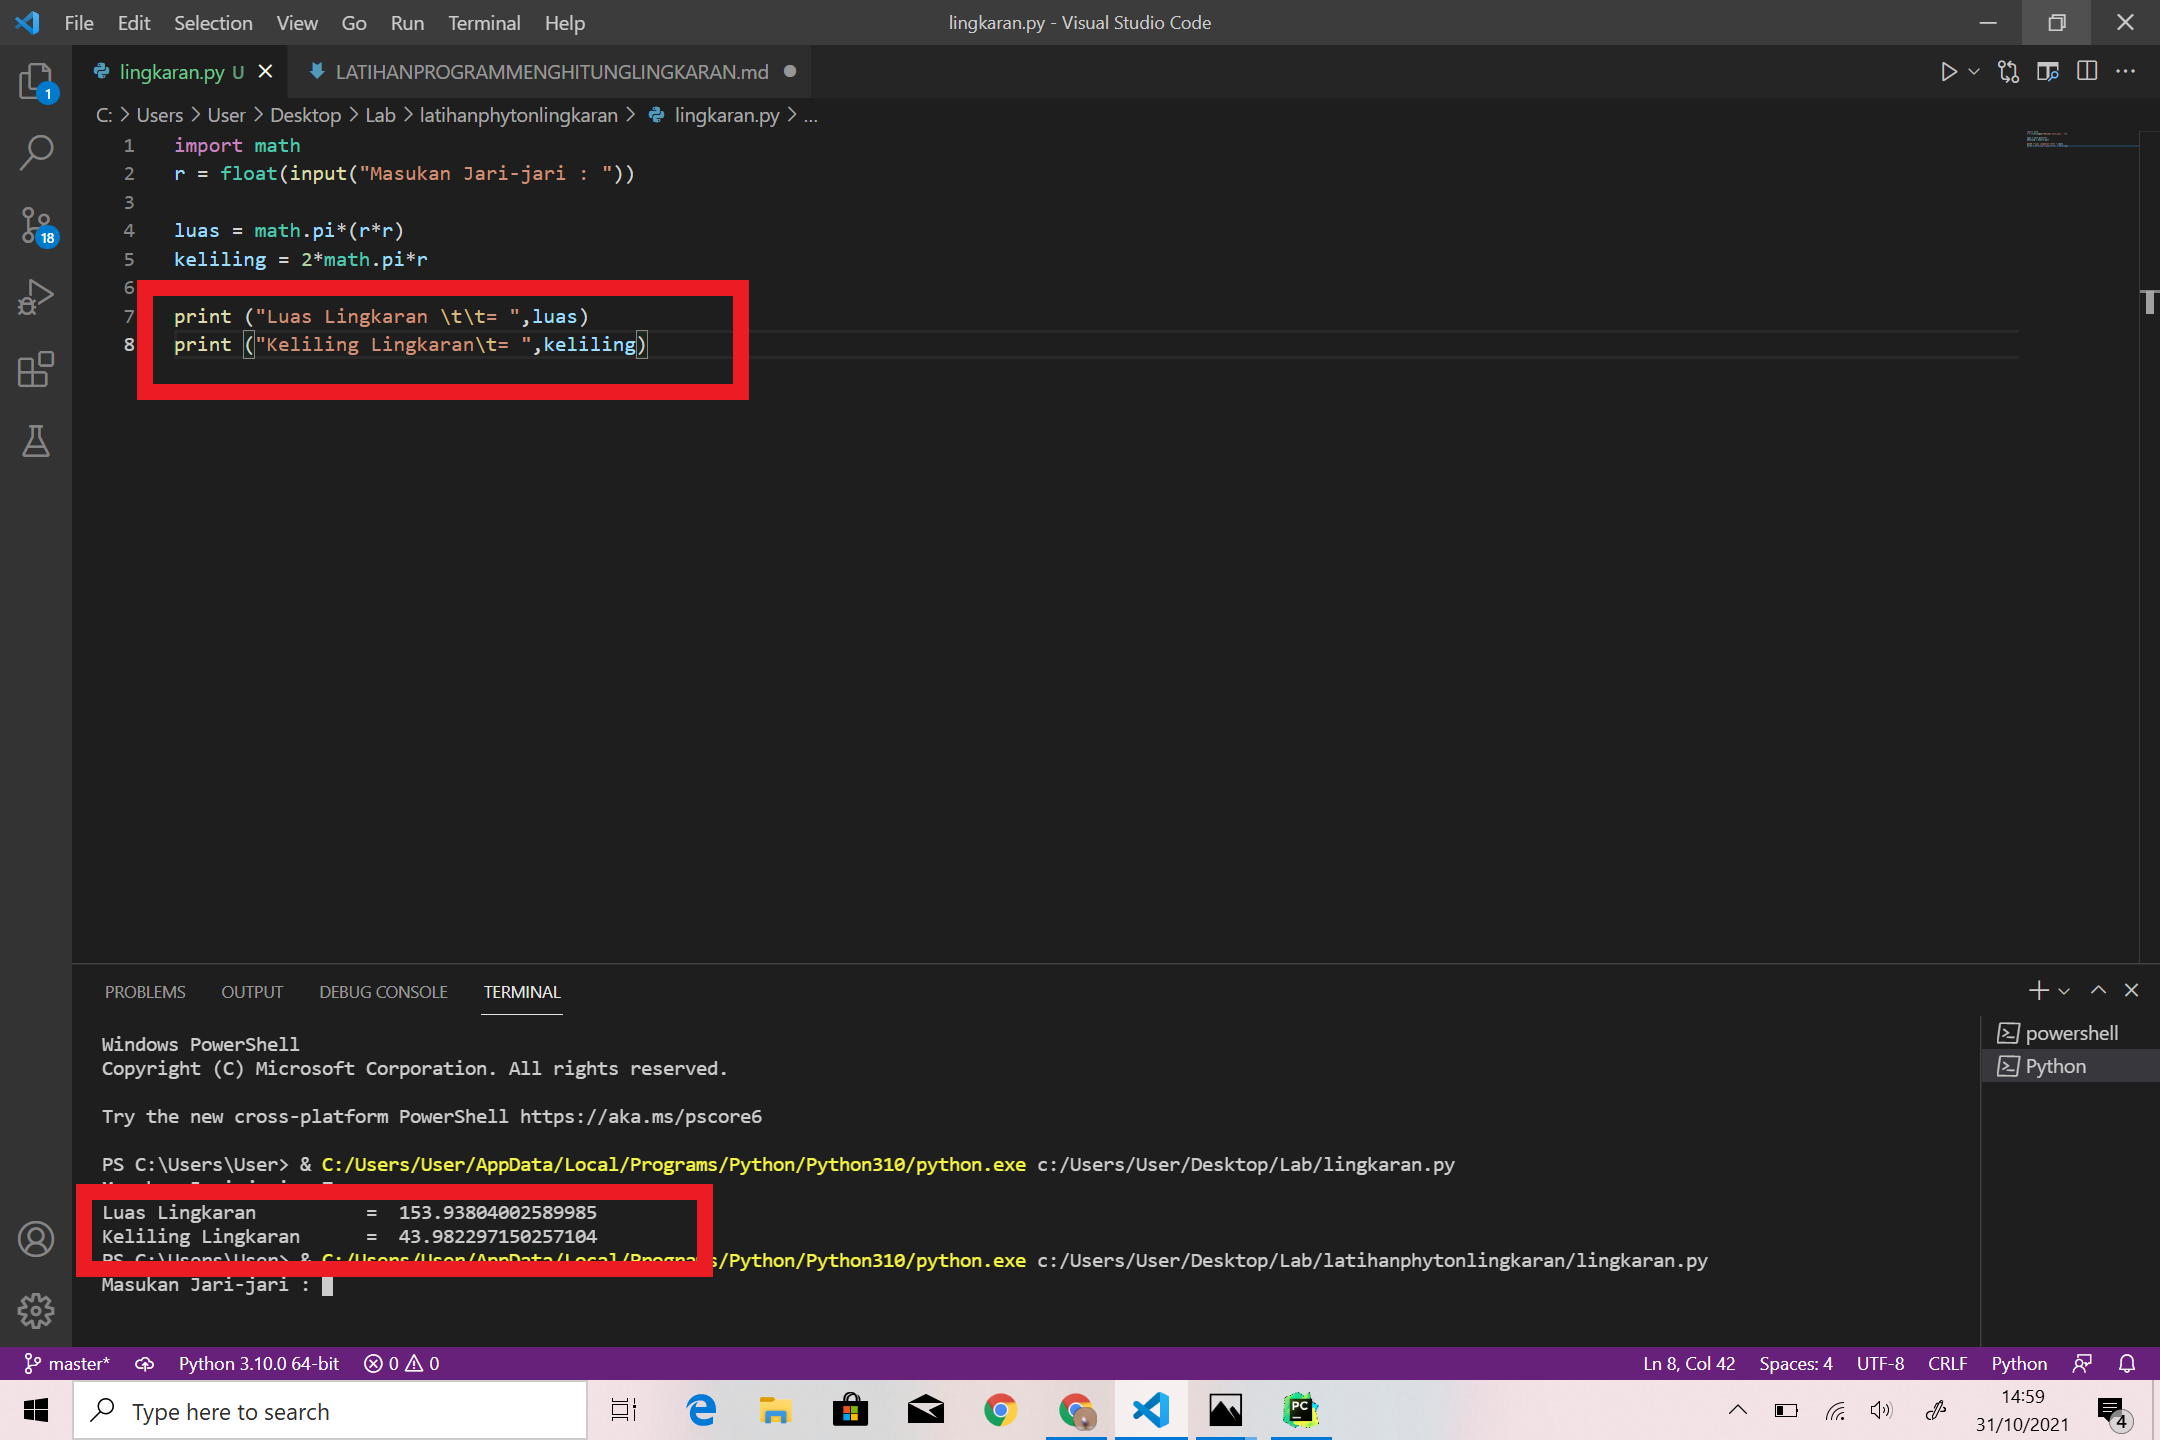 File Edit Selection View Go Run Terminal Help lingkaran.py - Visual Studio Code
lingkaran.py U LATIHANPROGRAMMENGHITUNGLINGKARAN.md
C: > Users > User > Desktop > Lab > latihanphytonlingkaran > lingkaran.py > ...
1 import math
2 r = float(input("Masukan Jari-jari : "))
3
4 luas = math.pi*(r*r)
5 keliling = 2*math.pi*r
6
7 print ("Luas Lingkaran \t\t= ",luas)
8 print ("Keliling Lingkaran\t= ",keliling)
1
18
PROBLEMS OUTPUT DEBUG CONSOLE TERMINAL
Windows PowerShell
Copyright (C) Microsoft Corporation. All rights reserved.
Try the new cross-platform PowerShell https://aka.ms/pscore6
PS C:\Users\User> & C:/Users/User/AppData/Local/Programs/Python/Python310/python.exe c:/Users/User/Desktop/Lab/lingkaran.py
Luas Lingkaran = 153.93804002589985
Keliling Lingkaran = 43.982297150257104
PS C:\Users\User> & C:/Users/User/AppData/Local/Programs/Python/Python310/python.exe c:/Users/User/Desktop/Lab/latihanphytonlingkaran/lingkaran.py
Masukan Jari-jari :
powershell
Python
master* Python 3.10.0 64-bit 0 0 Ln 8, Col 42 Spaces: 4 UTF-8 CRLF Python
Type here to search
PC
14:59
31/10/2021
4